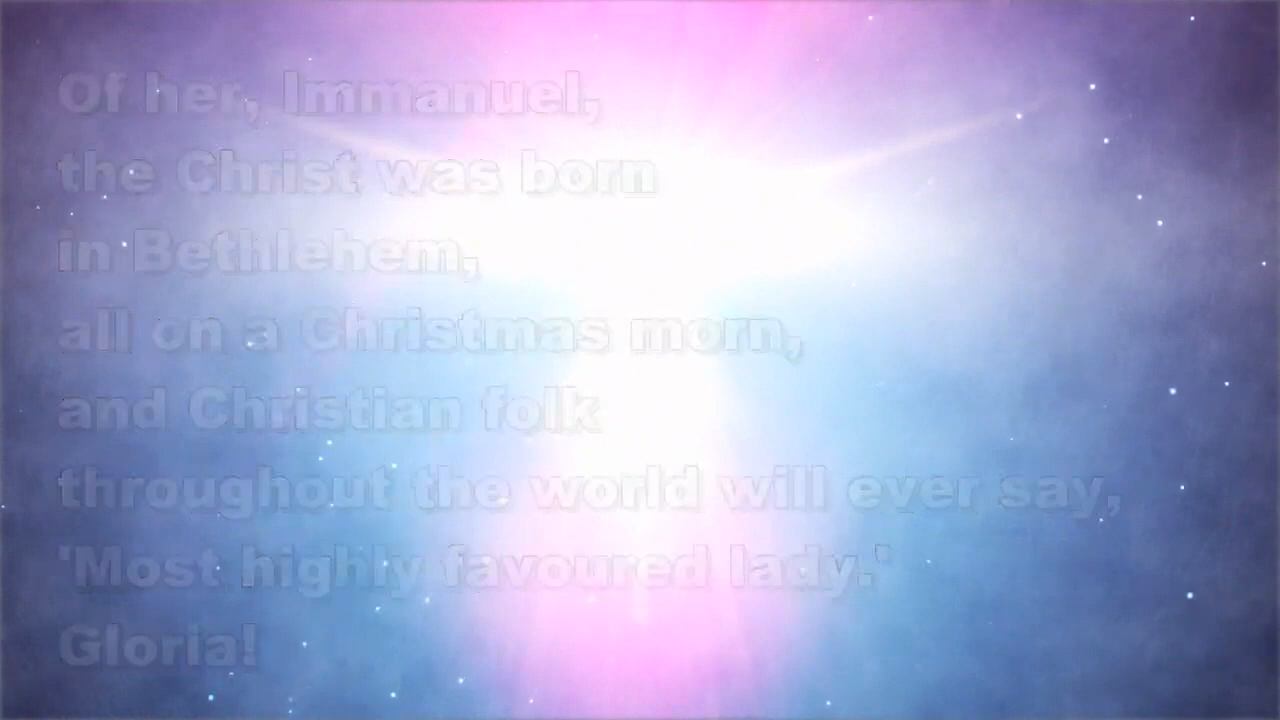 Of her, Immanuel,
the Christ was born
in Bethlehem,
all on a Christmas morn,
and Christian folk
throughout the world will ever say,
'Most highly favoured lady.'
Gloria!